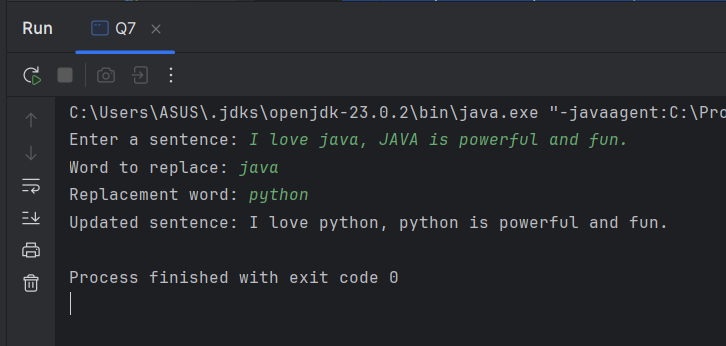 Run Q7
C:\Users\ASUS\.jdks\openjdk-23.0.2\bin\java.exe "-javaagent:C:\Pro
Enter a sentence: I love java, JAVA is powerful and fun.
Word to replace: java
Replacement word: python
Updated sentence: I love python, python is powerful and fun.
Process finished with exit code 0